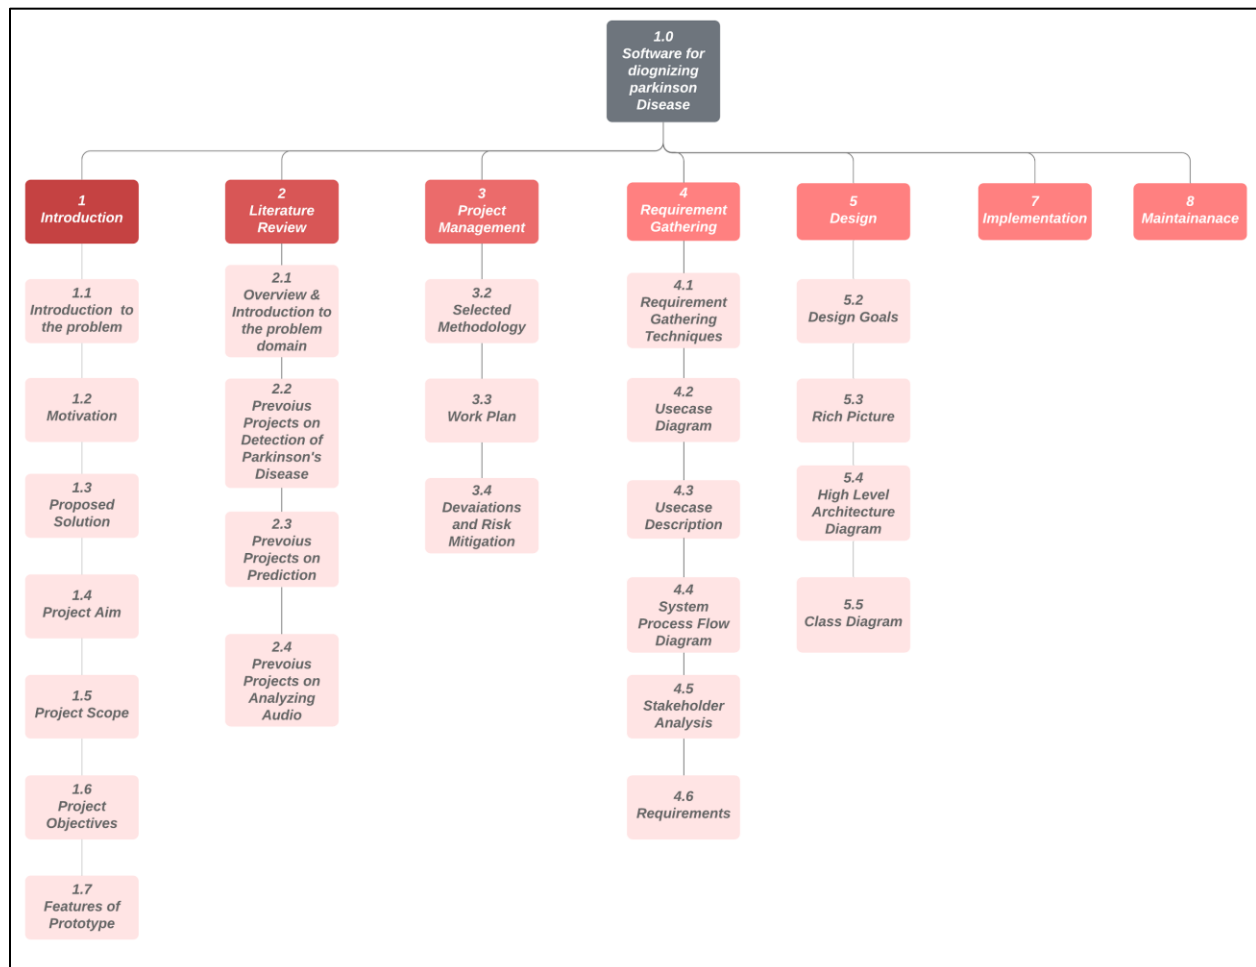 1.0
Software for
diognizing
parkinson
Disease
1
Introduction
2
Literature
Review
3
Project
Management
4
Requirement
Gathering
5
Design
7
Implementation
8
Maintainanace
1.1
Introduction to
the problem
1.2
Motivation
1.3
Proposed
Solution
1.4
Project Aim
1.5
Project Scope
1.6
Project
Objectives
1.7
Features of
Prototype
2.1
Overview &
Introduction to
the problem
domain
2.2
Prevoius
Projects on
Detection of
Parkinson's
Disease
2.3
Prevoius
Projects on
Prediction
2.4
Prevoius
Projects on
Analyzing
Audio
3.2
Selected
Methodology
3.3
Work Plan
3.4
Devaiations
and Risk
Mitigation
4.1
Requirement
Gathering
Techniques
4.2
Usecase
Diagram
4.3
Usecase
Description
4.4
System
Process Flow
Diagram
4.5
Stakeholder
Analysis
4.6
Requirements
5.2
Design Goals
5.3
Rich Picture
5.4
High Level
Architecture
Diagram
5.5
Class Diagram